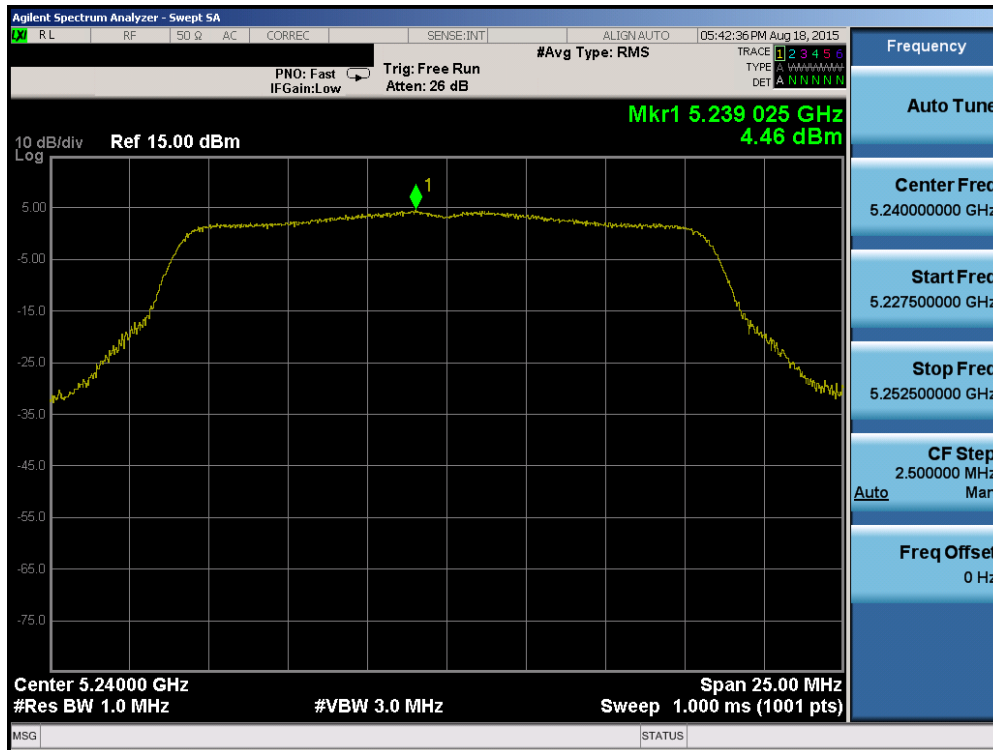 Agilent Spectrum Analyzer - Swept SA
LXI RL RF 50 Ω AC CORREC SENSE:INT ALIGN AUTO 05:42:36 PM Aug 18, 2015
PNO: Fast
IFGain:Low
Trig: Free Run
Atten: 26 dB
#Avg Type: RMS
TRACE 1 2 3 4 5 6
TYPE A WWWWW
DET A N N N N N
Mkr1 5.239 025 GHz
4.46 dBm
10 dB/div Ref 15.00 dBm
Log
1
5.00
-5.00
-15.0
-25.0
-35.0
-45.0
-55.0
-65.0
-75.0
Center 5.24000 GHz Span 25.00 MHz
#Res BW 1.0 MHz #VBW 3.0 MHz Sweep 1.000 ms (1001 pts)
MSG STATUS
Frequency
Auto Tune
Center Freq
5.240000000 GHz
Start Freq
5.227500000 GHz
Stop Freq
5.252500000 GHz
CF Step
2.500000 MHz
Auto Man
Freq Offset
0 Hz